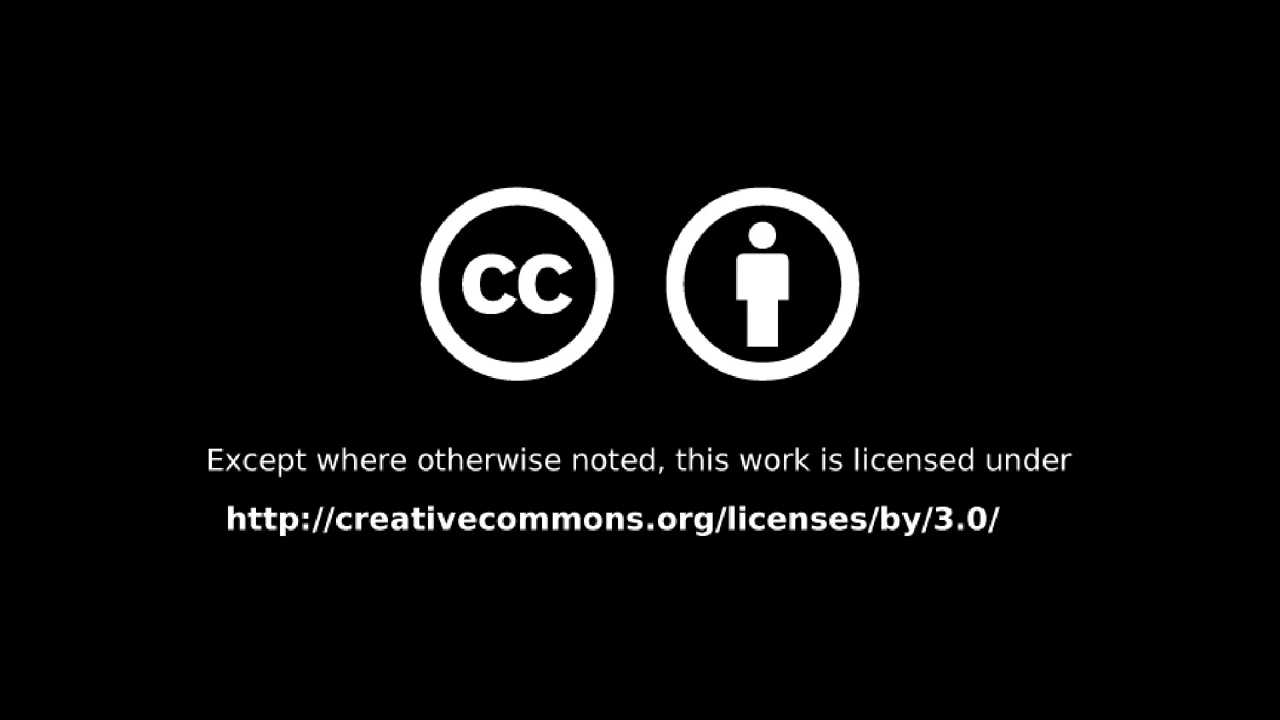 cc
Except where otherwise noted, this work is licensed under
http://creativecommons.org/licenses/by/3.0/